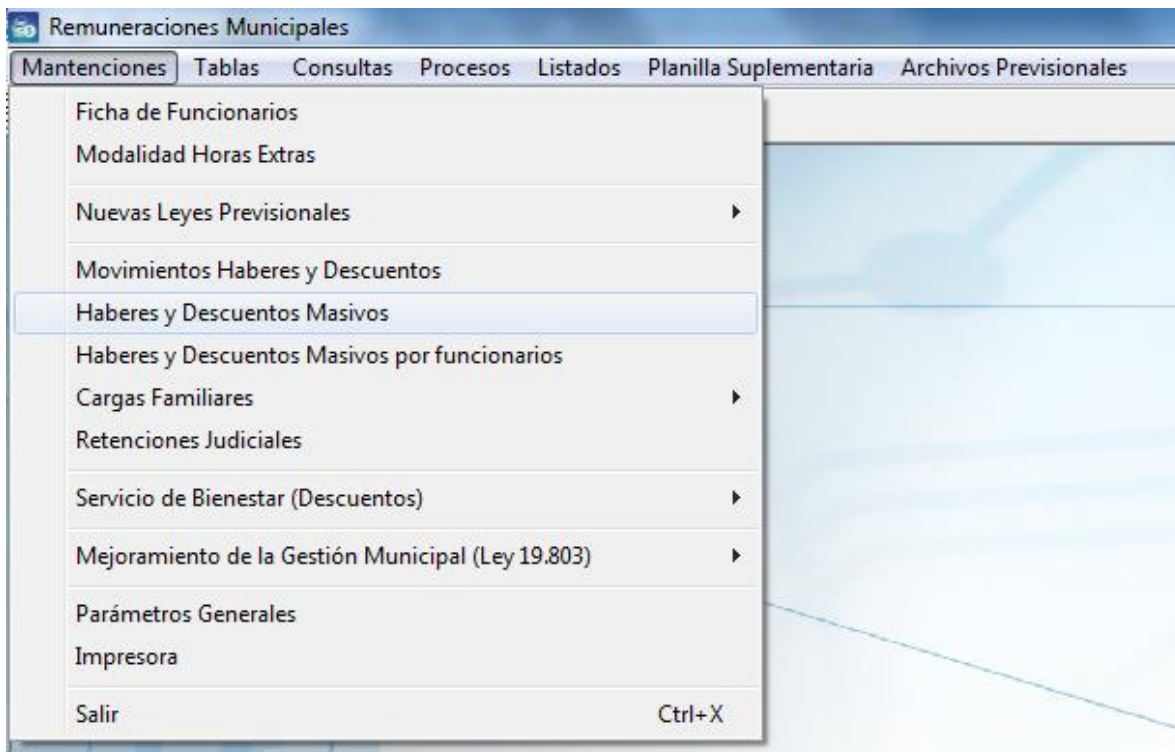 Remuneraciones Municipales
Mantenciones Tablas Consultas Procesos Listados Planilla Suplementaria Archivos Previsionales
Ficha de Funcionarios
Modalidad Horas Extras
Nuevas Leyes Previsionales
Movimientos Haberes y Descuentos
Haberes y Descuentos Masivos
Haberes y Descuentos Masivos por funcionarios
Cargas Familiares
Retenciones Judiciales
Servicio de Bienestar (Descuentos)
Mejoramiento de la Gestión Municipal (Ley 19.803)
Parámetros Generales
Impresora
Salir Ctrl+X